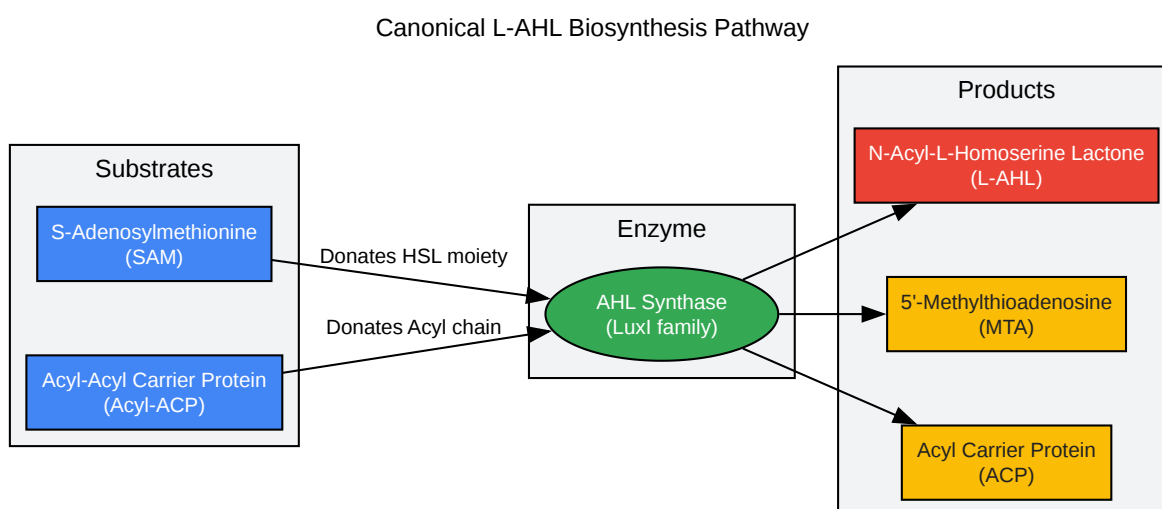 Canonical L-AHL Biosynthesis Pathway
Substrates
S-Adenosylmethionine
(SAM)
Acyl-Acyl Carrier Protein
(Acyl-ACP)
Donates HSL moiety
Donates Acyl chain
Enzyme
AHL Synthase
(LuxI family)
Products
N-Acyl-L-Homoserine Lactone
(L-AHL)
5'-Methylthioadenosine
(MTA)
Acyl Carrier Protein
(ACP)